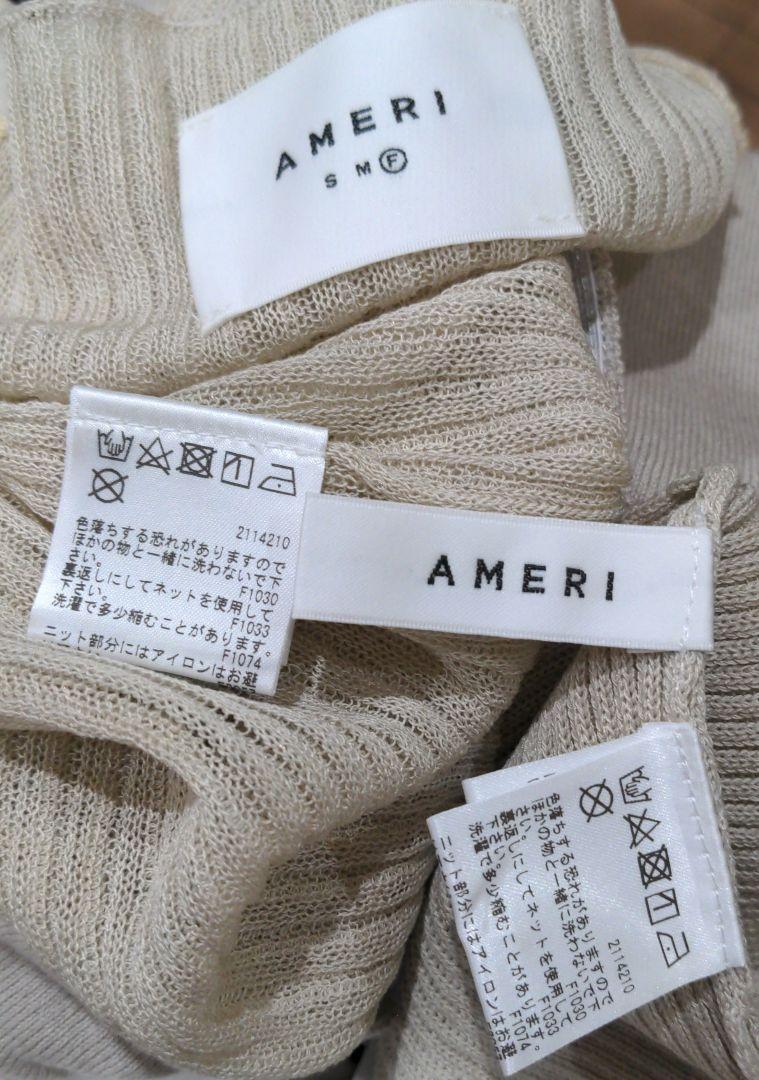 AMERI
S M F
2114210
色落ちする恐れがありますので
ほかの物と一緒に洗わないで下
さい。
F1030
裏返しにしてネットを使用して
下さい。
F1033
洗濯で多少縮むことがあります。
F1074
ニット部分にはアイロンはお避
AMERI
2114210
色落ちする恐れがありますので
ほかの物と一緒に洗わないで下
さい。
F1030
裏返しにしてネットを使用して
下さい。
F1033
洗濯で多少縮むことがあります。
F1074
ニット部分にはアイロンはお避